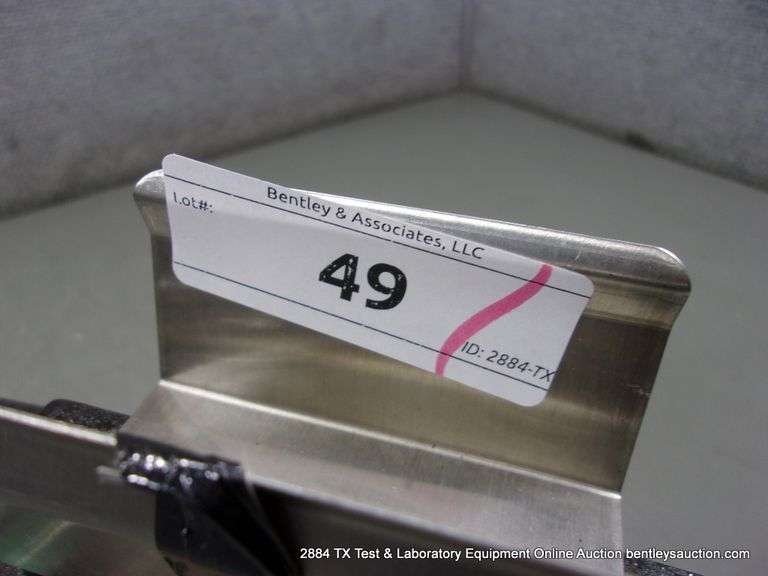 Bentley & Associates, LLC
Lot#:
49
ID: 2884-TX
2884 TX Test & Laboratory Equipment Online Auction bentleysauction.com